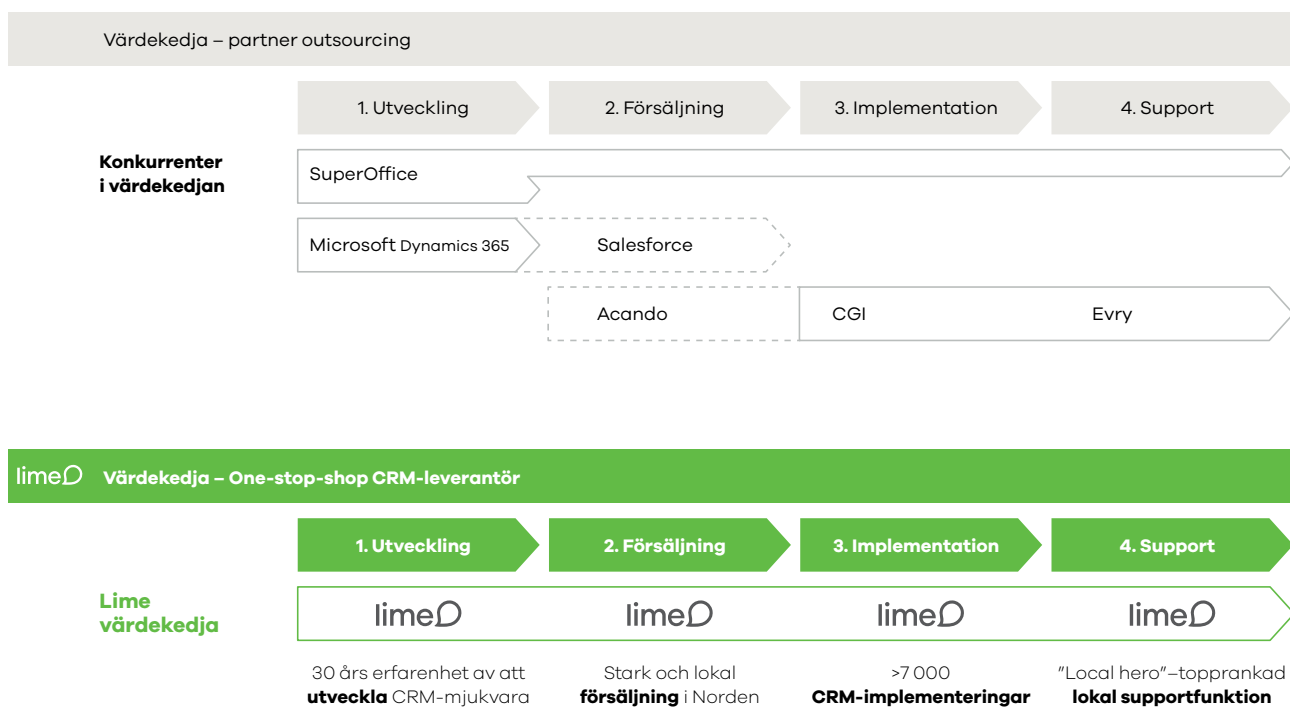 Värdekedja – partner outsourcing
1. Utveckling
2. Försäljning
3. Implementation
4. Support
Konkurrenter
i värdekedjan
SuperOffice
Microsoft Dynamics 365
Salesforce
Acando
CGI
Evry
lime Värdekedja – One-stop-shop CRM-leverantör
1. Utveckling
2. Försäljning
3. Implementation
4. Support
Lime
värdekedja
lime
lime
lime
lime
30 års erfarenhet av att
utveckla CRM-mjukvara
Stark och lokal
försäljning i Norden
>7 000
CRM-implementeringar
"Local hero"–topprankad
lokal supportfunktion